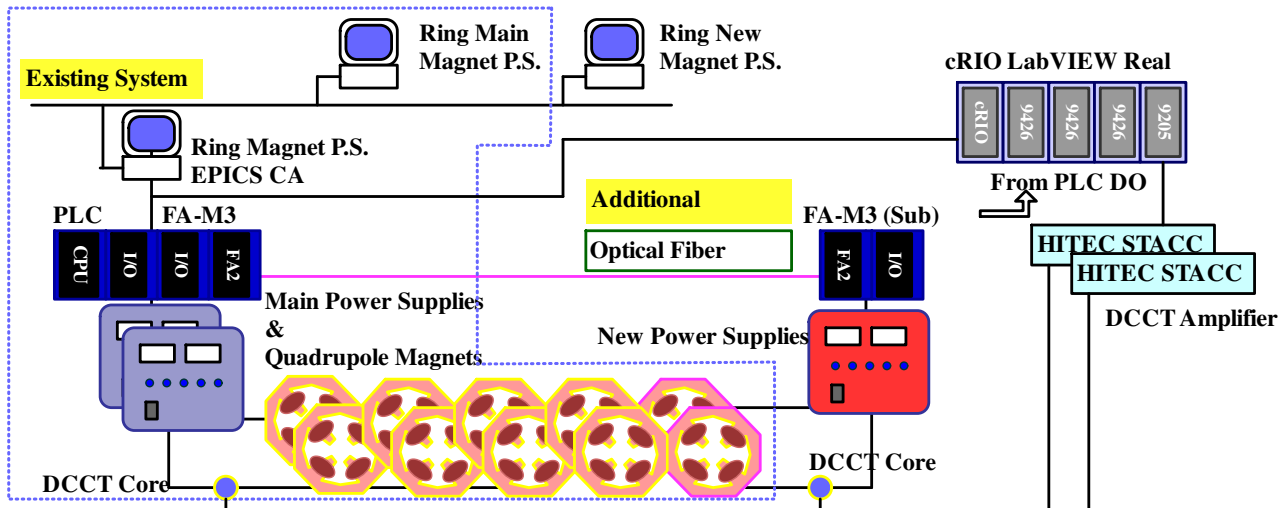 Ring Main
Magnet P.S.
Ring New
Magnet P.S.
cRIO LabVIEW Real
Existing System
cRIO
9426
9426
9426
9205
Ring Magnet P.S.
EPICS CA
From PLC DO
PLC
FA-M3
Additional
FA-M3 (Sub)
CPU
I/O
I/O
FA2
Optical Fiber
FA2
I/O
HITEC STACC
HITEC STACC
Main Power Supplies
&
Quadrupole Magnets
New Power Supplies
DCCT Amplifier
DCCT Core
DCCT Core